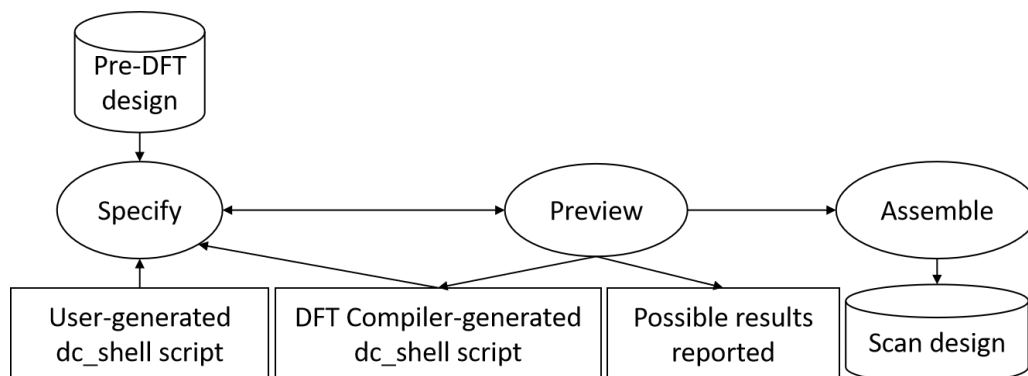 Pre-DFT
design
Specify
Preview
Assemble
User-generated
dc_shell script
DFT Compiler-generated
dc_shell script
Possible results
reported
Scan design